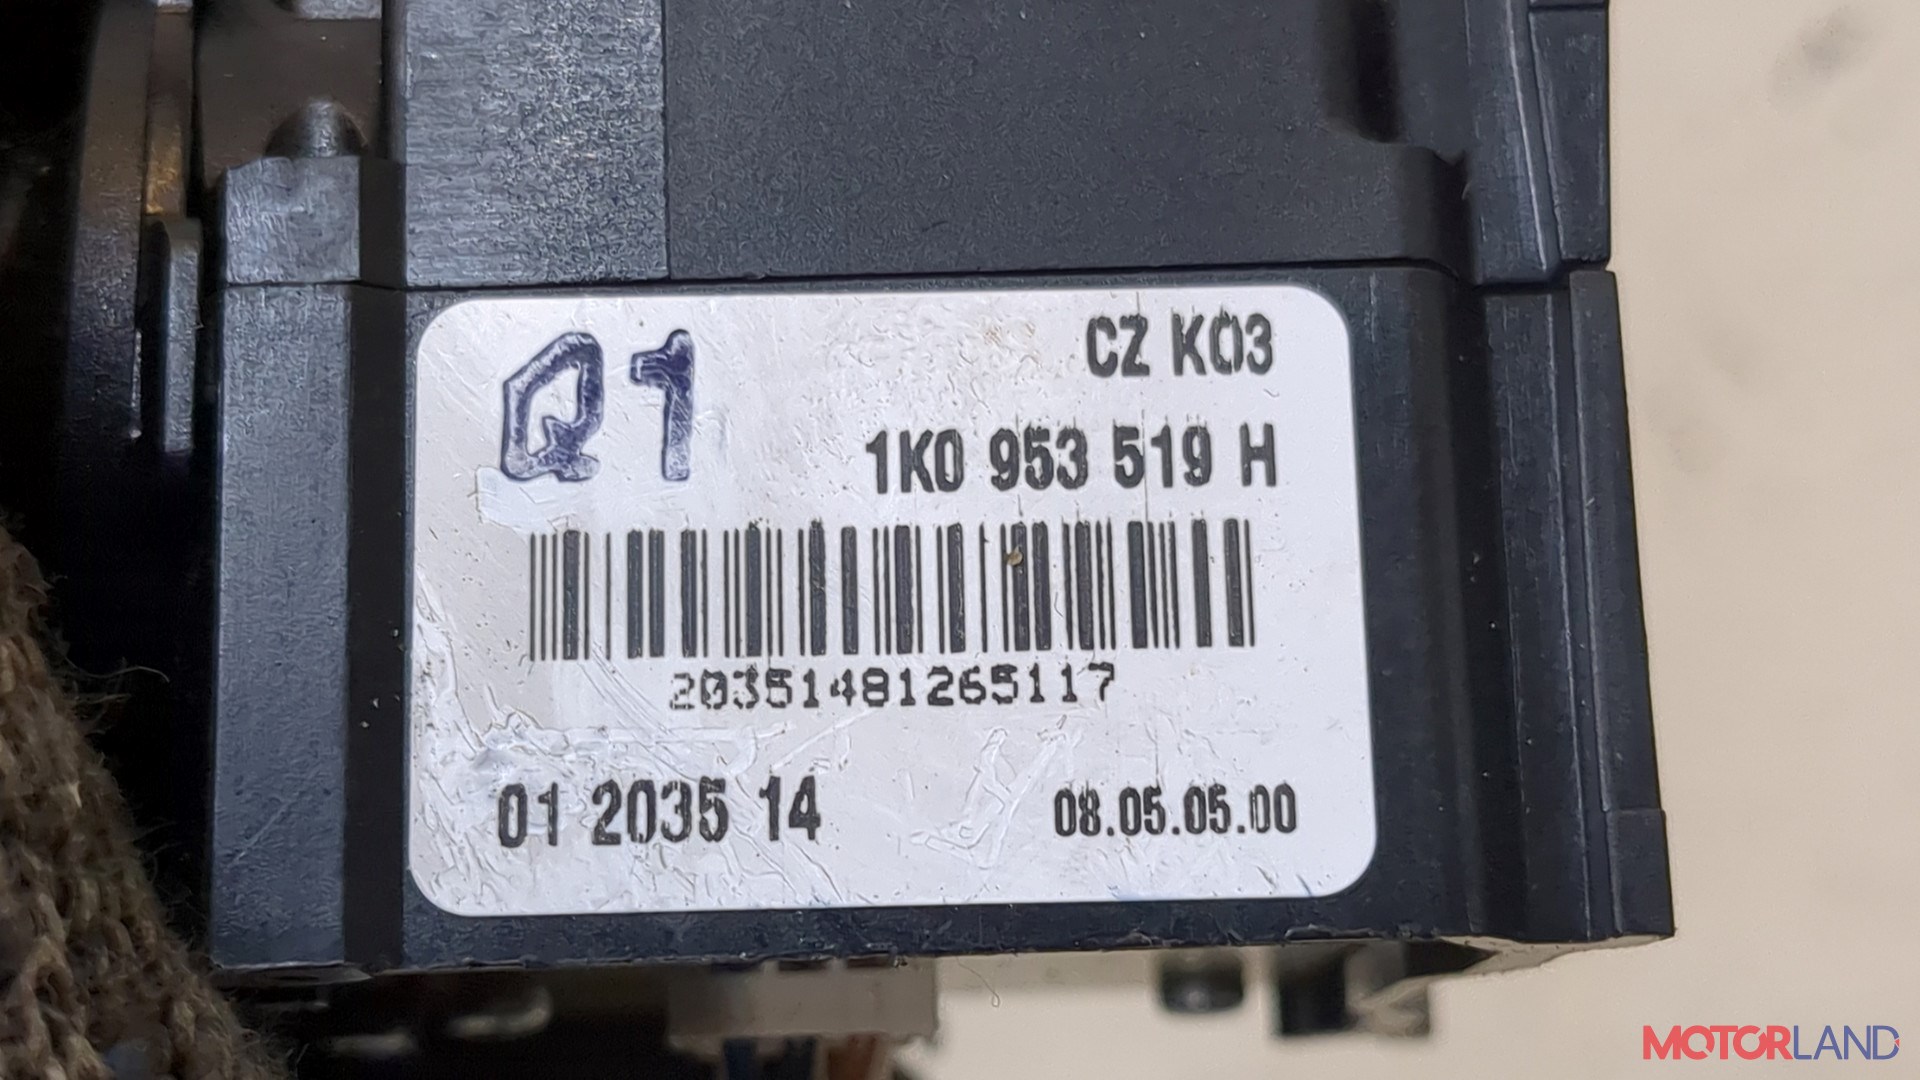 Q1
CZ K03
1K0 953 519 H
20351481265117
01 2035 14
08.05.05.00
MOTORLAND